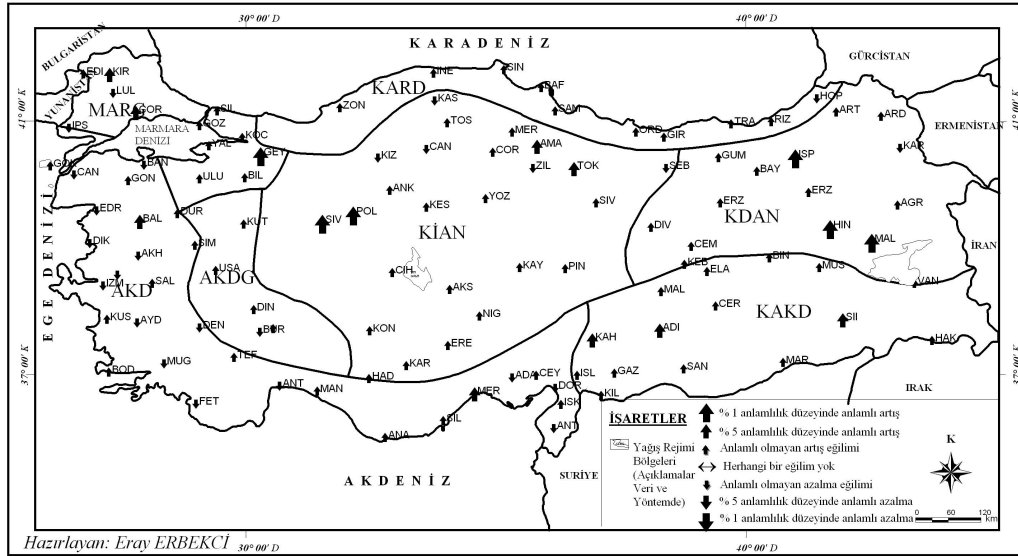 30° 00' D
40° 00' D
BULGARİSTAN
KARADENİZ
GÜRCİSTAN
YUNANİSTAN
EDI
KIR
LUL
INE
SIN
BAF
KARD
KAS
SAM
HOP
MARG
GOR
SIL
ZON
TOS
MER
ORD
GIR
TRA
RIZ
ART
ARD
41° 00' K
41° 00' K
IPS
GOZ
MARMARA
DENİZİ
YAL
KOC
GEY
KIZ
CAN
COR
AMA
ZIL
TOK
SEB
GUM
BAY
ISP
KAR
ERMENİSTAN
GOK
CAN
BAN
GON
ULU
BIL
ANK
KES
YOZ
SIV
ERZ
ERZ
AGR
EDR
BAL
DUR
KUT
SIV
POL
KİAN
DIV
KDAN
HIN
MAL
İRAN
EGE DENİZİ
DIK
AKH
SIM
USA
AKDG
CIH
KAY
PIN
CEM
KEB
ELA
BIN
MUS
VAN
IZM
SAL
AKD
AKS
MAL
CER
KAKD
KUS
AYD
DEN
DIN
BUR
KON
NIG
ERE
KAH
ADI
SII
HAK
BOD
MUG
TEF
HAD
KAR
37° 00' K
37° 00' K
ADA
CEY
ISL
GAZ
SAN
MAR
FET
ANT
MAN
MER
DOR
ISK
KIL
IRAK
ANA
SIL
ANT
AKDENİZ
SURİYE
İŞARETLER
Yağış Rejimi
Bölgeleri
(Açıklamalar
Veri ve
Yöntemde)
% 1 anlamlılık düzeyinde anlamlı artış
% 5 anlamlılık düzeyinde anlamlı artış
Anlamlı olmayan artış eğilimi
Herhangi bir eğilim yok
Anlamlı olmayan azalma eğilimi
% 5 anlamlılık düzeyinde anlamlı azalma
% 1 anlamlılık düzeyinde anlamlı azalma
K
0 60 120
km
Hazırlayan: Eray ERBEKCİ
30° 00' D
40° 00' D